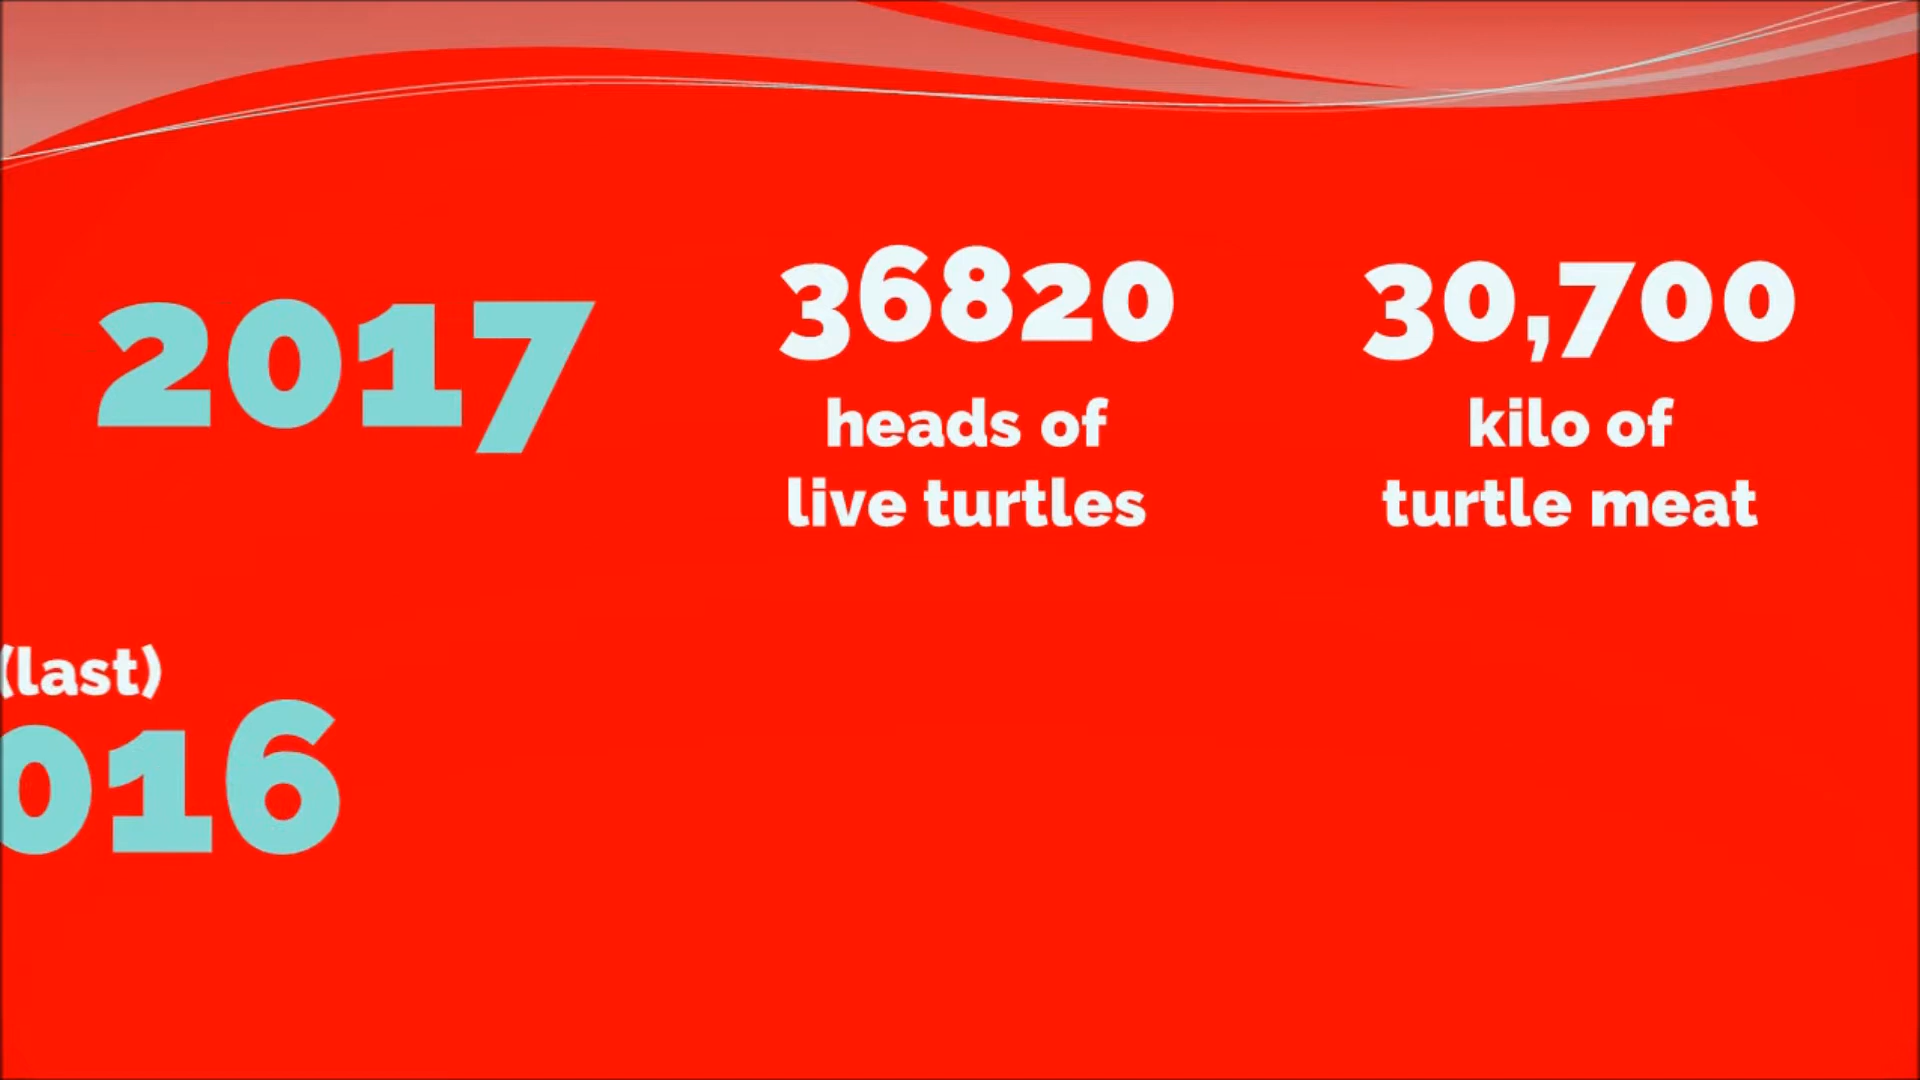 2017
36820
heads of
live turtles
30,700
kilo of
turtle meat
(last)
016